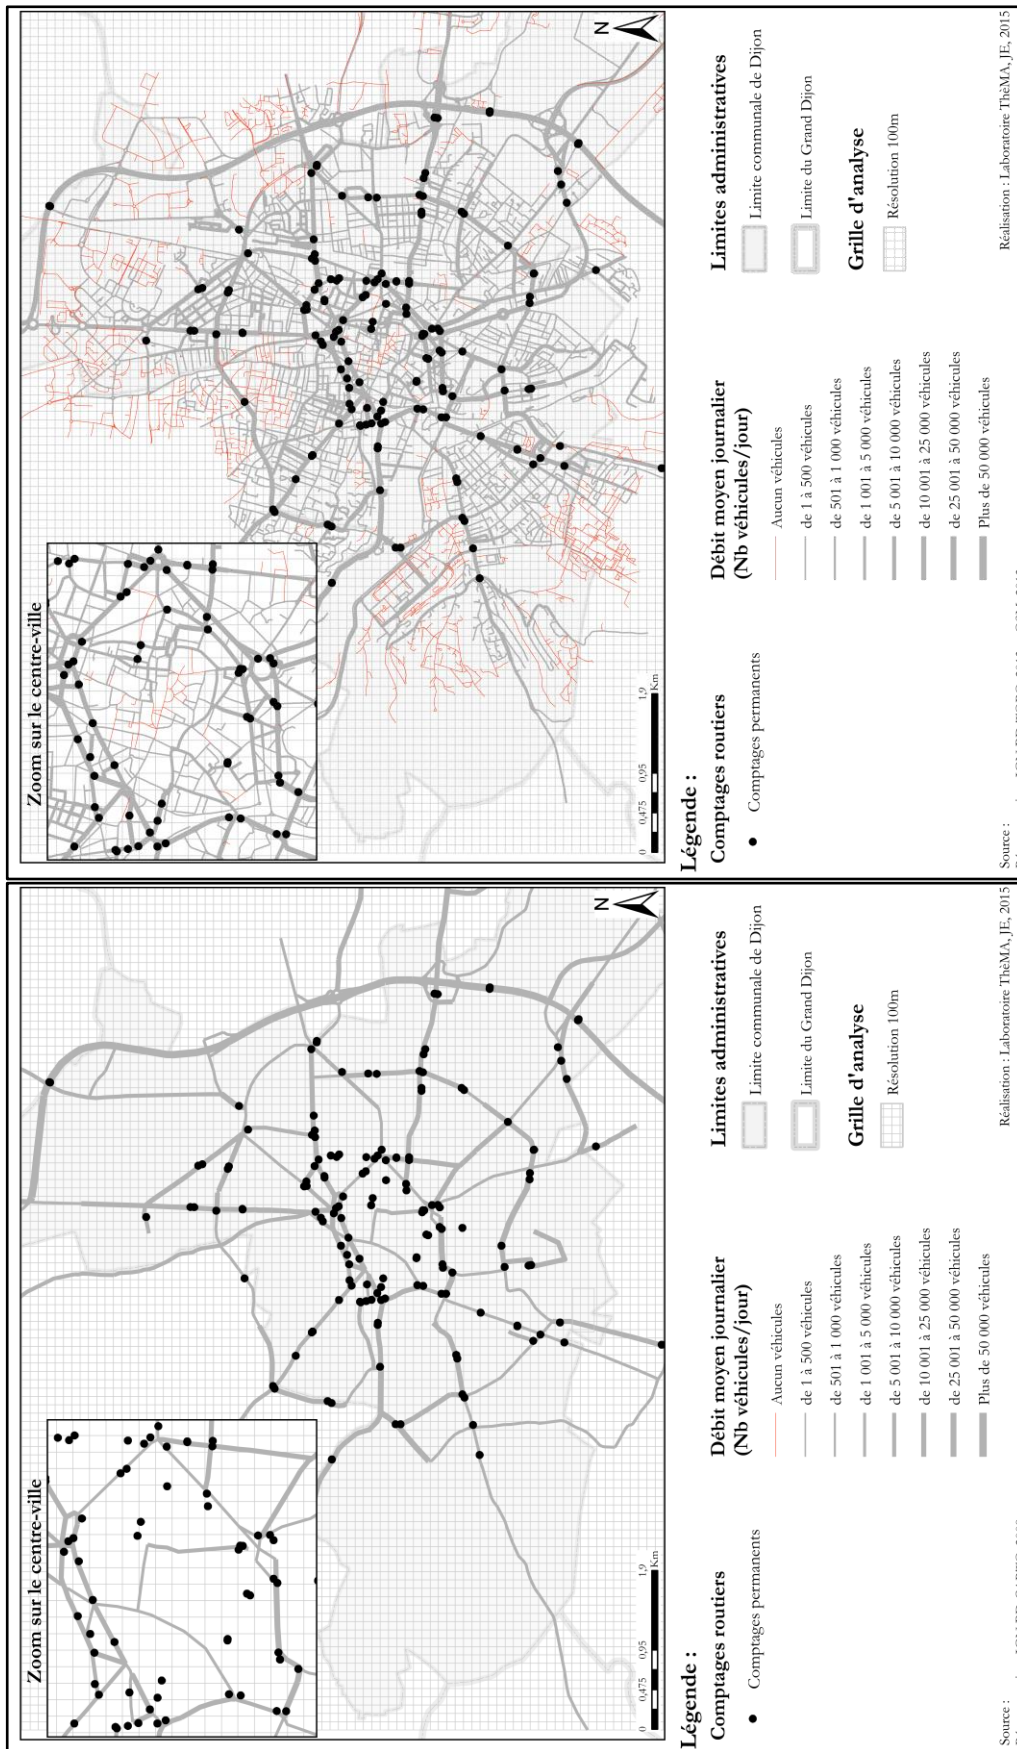 Zoom sur le centre-ville
N
0 0,475 0,95 1,9
Km
Légende :
Comptages routiers
Comptages permanents
Débit moyen journalier
(Nb véhicules/jour)
Aucun véhicules
de 1 à 500 véhicules
de 501 à 1 000 véhicules
de 1 001 à 5 000 véhicules
de 5 001 à 10 000 véhicules
de 10 001 à 25 000 véhicules
de 25 001 à 50 000 véhicules
Plus de 50 000 véhicules
Limites administratives
Limite communale de Dijon
Limite du Grand Dijon
Grille d'analyse
Résolution 100m
Source :
Réalisation : Laboratoire ThéMA, JE, 2015
Zoom sur le centre-ville
N
0 0,475 0,95 1,9
Km
Légende :
Comptages routiers
Comptages permanents
Débit moyen journalier
(Nb véhicules/jour)
Aucun véhicules
de 1 à 500 véhicules
de 501 à 1 000 véhicules
de 1 001 à 5 000 véhicules
de 5 001 à 10 000 véhicules
de 10 001 à 25 000 véhicules
de 25 001 à 50 000 véhicules
Plus de 50 000 véhicules
Limites administratives
Limite communale de Dijon
Limite du Grand Dijon
Grille d'analyse
Résolution 100m
Source :
Réalisation : Laboratoire ThéMA, JE, 2015